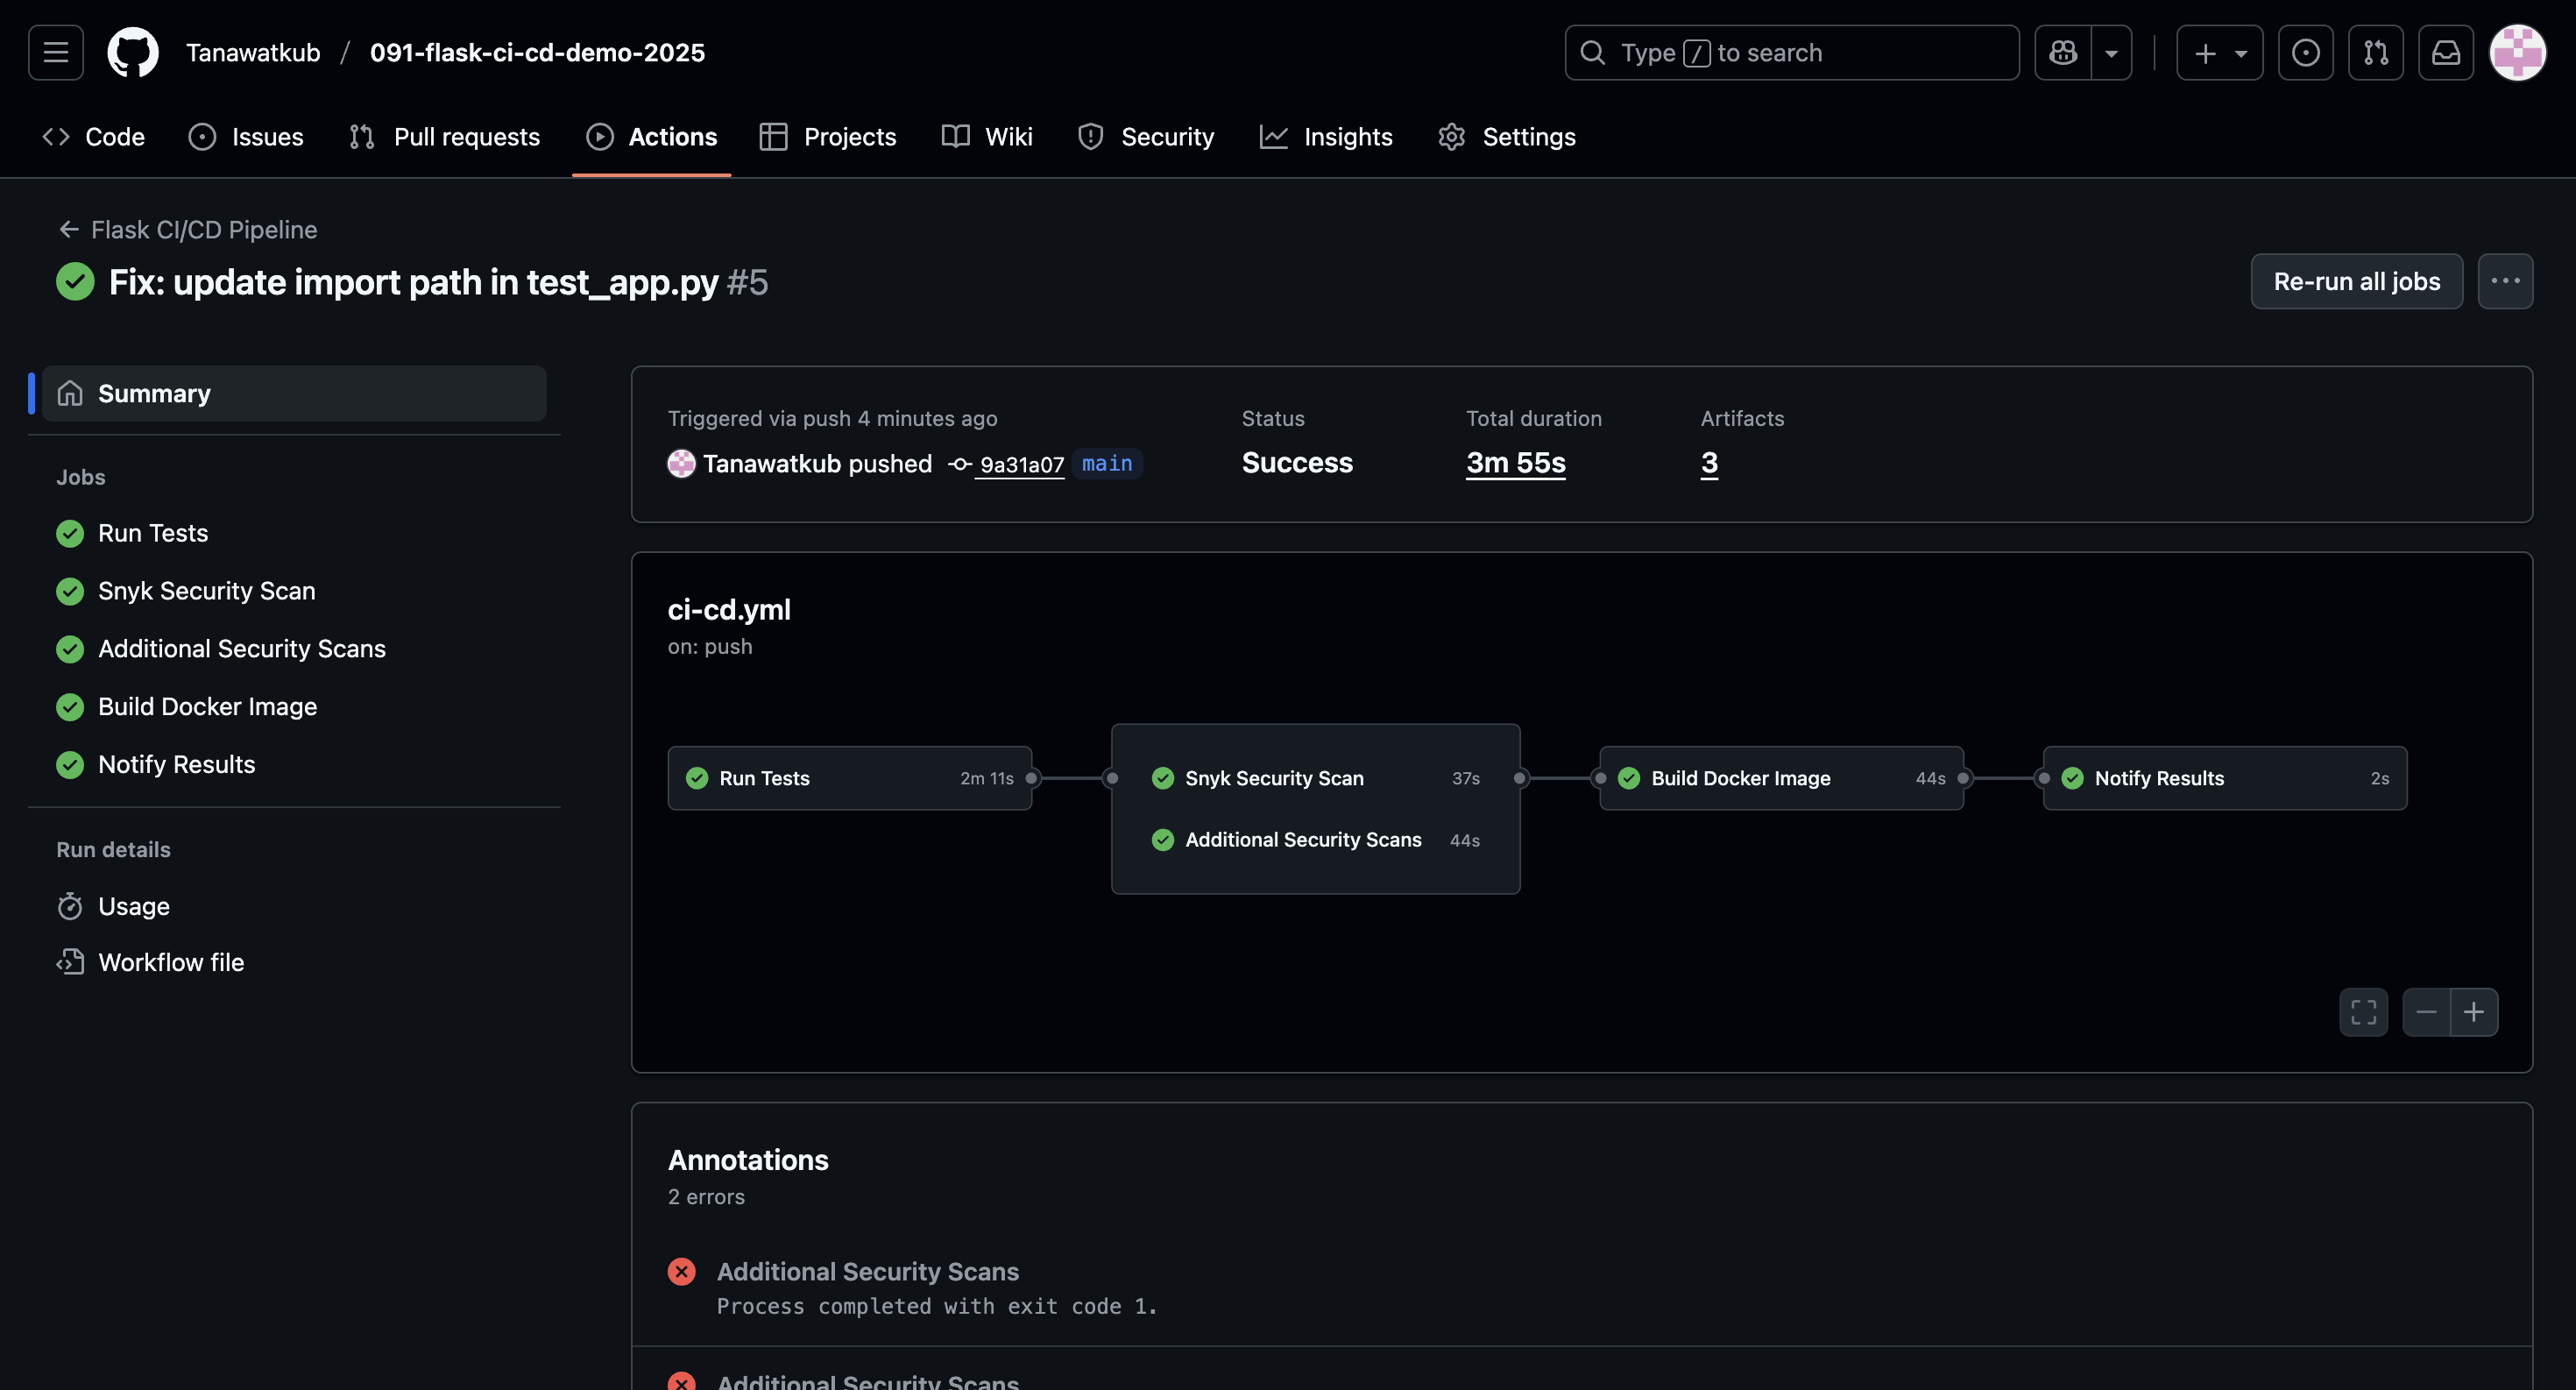 Tanawatkub / 091-flask-ci-cd-demo-2025
Type / to search
Code Issues Pull requests Actions Projects Wiki Security Insights Settings
Flask CI/CD Pipeline
Fix: update import path in test_app.py #5
Re-run all jobs
Summary
Jobs
Run Tests
Snyk Security Scan
Additional Security Scans
Build Docker Image
Notify Results
Run details
Usage
Workflow file
Triggered via push 4 minutes ago
Tanawatkub pushed 9a31a07 main
Status
Success
Total duration
3m 55s
Artifacts
3
ci-cd.yml
on: push
Run Tests 2m 11s
Snyk Security Scan 37s
Additional Security Scans 44s
Build Docker Image 44s
Notify Results 2s
Annotations
2 errors
Additional Security Scans
Process completed with exit code 1.
Additional Security Scans